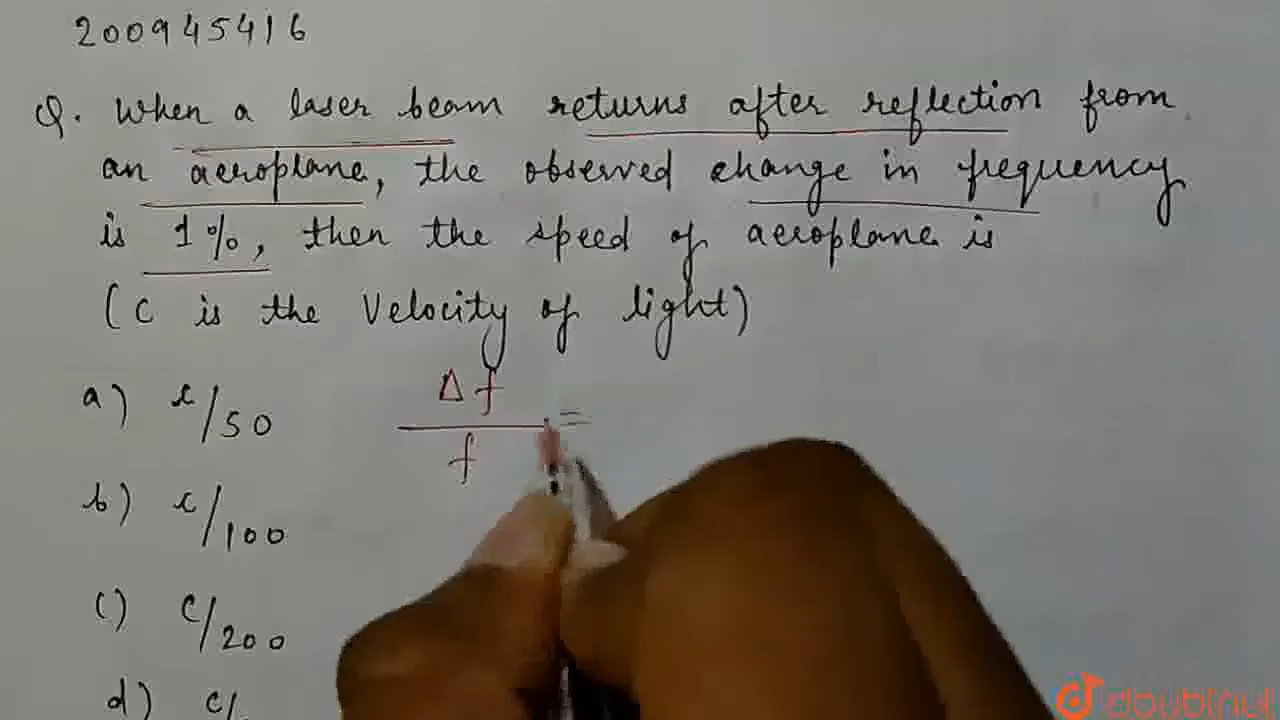 200945416
Q. When a laser beam returns after reflection from
an aeroplane, the observed change in frequency
is 1%, then the speed of aeroplane is
(C is the Velocity of light)
a) c/50
Δf/f =
b) c/100
c) C/200
d) c/
doubtnut